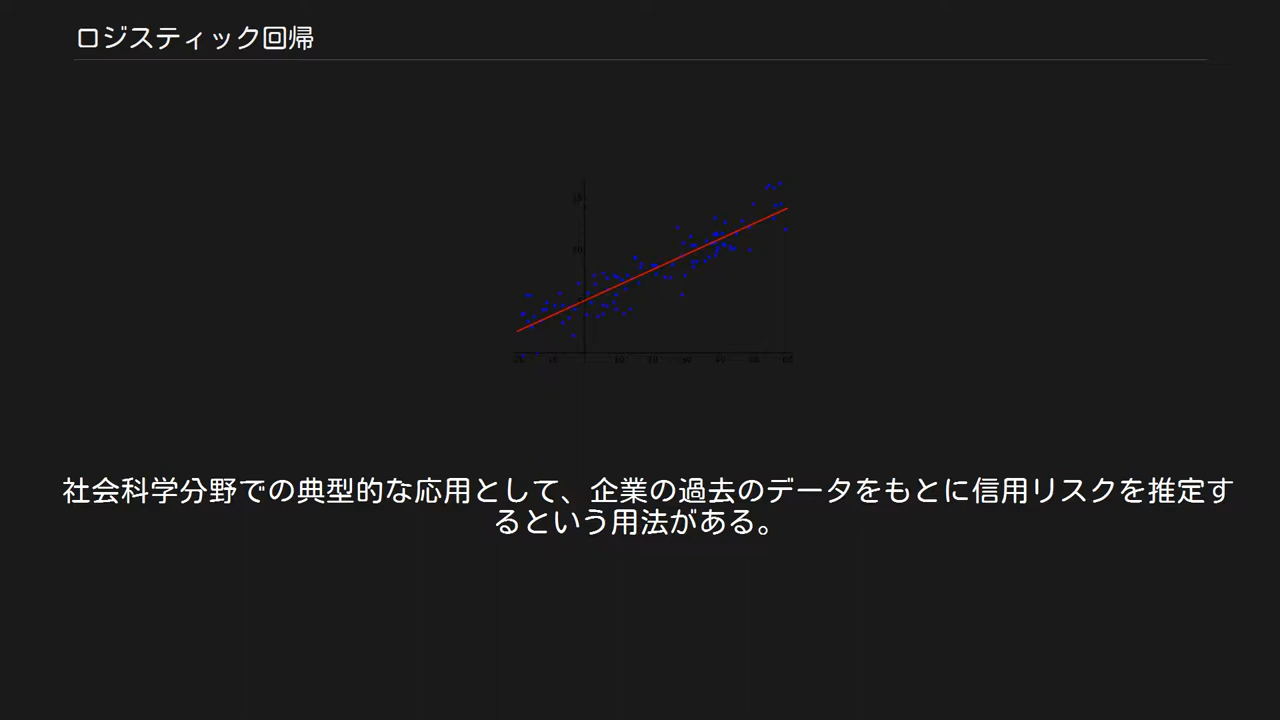 ロジスティック回帰
15
10
社会科学分野での典型的な応用として、企業の過去のデータをもとに信用リスクを推定す
るという用法がある。